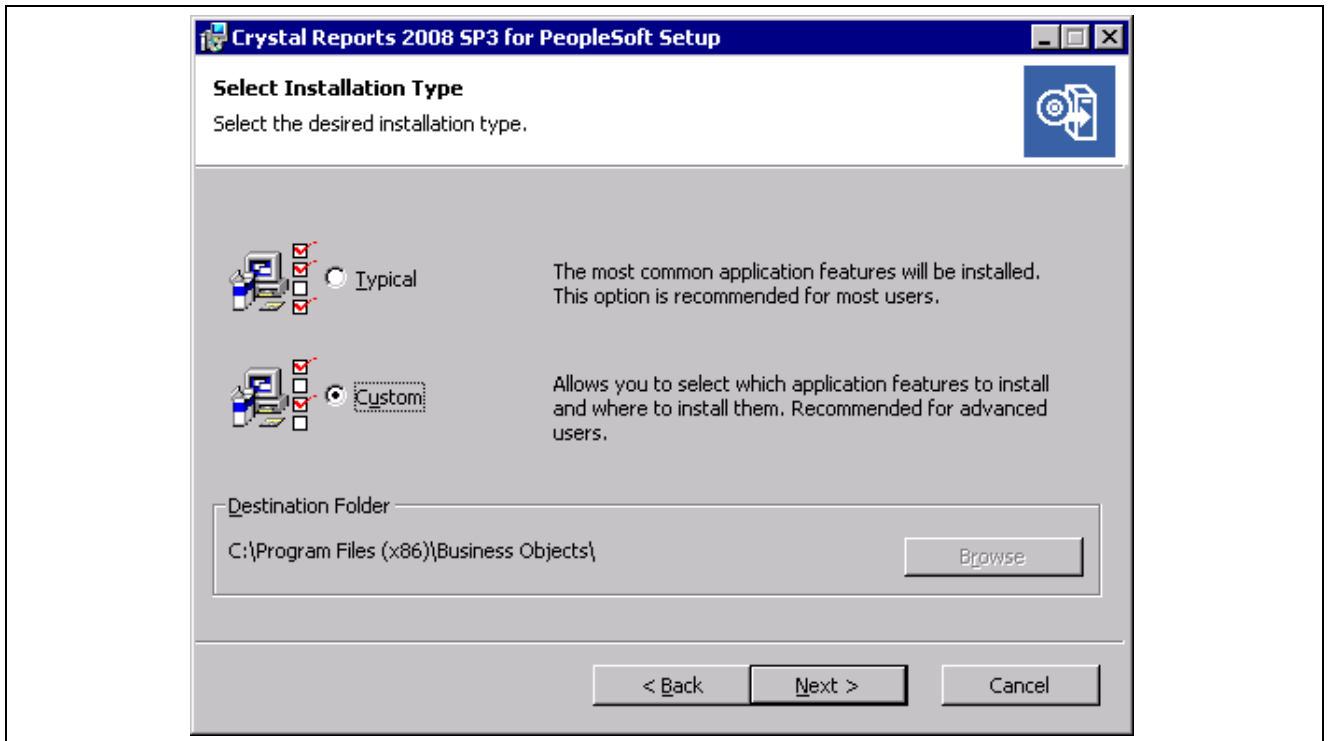 Crystal Reports 2008 SP3 for PeopleSoft Setup
Select Installation Type
Select the desired installation type.
Typical
The most common application features will be installed.
This option is recommended for most users.
Custom
Allows you to select which application features to install
and where to install them. Recommended for advanced
users.
Destination Folder
C:\Program Files (x86)\Business Objects\
Browse
< Back
Next >
Cancel